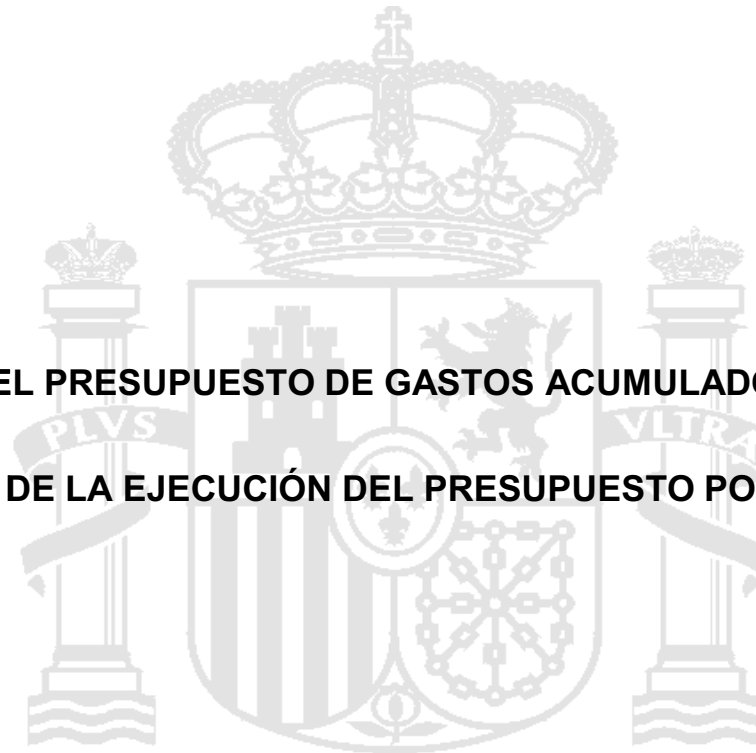 EL PRESUPUESTO DE GASTOS ACUMULADO
PLVS
VLTRA
DE LA EJECUCIÓN DEL PRESUPUESTO PO